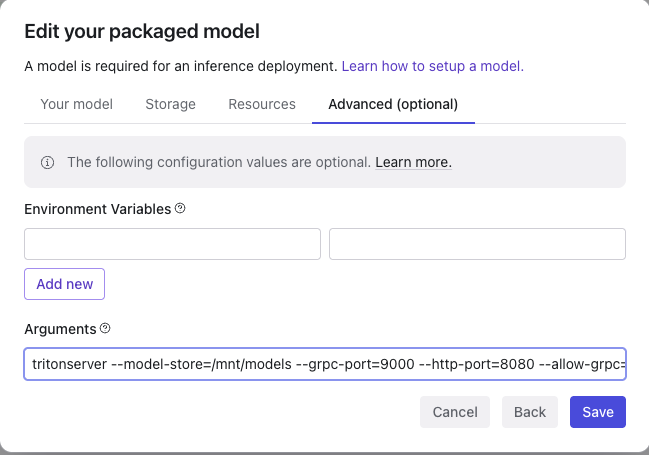 Edit your packaged model
A model is required for an inference deployment. Learn how to setup a model.
Your model Storage Resources Advanced (optional)
The following configuration values are optional. Learn more.
Environment Variables
Add new
Arguments
tritonserver --model-store=/mnt/models --grpc-port=9000 --http-port=8080 --allow-grpc=
Cancel Back Save